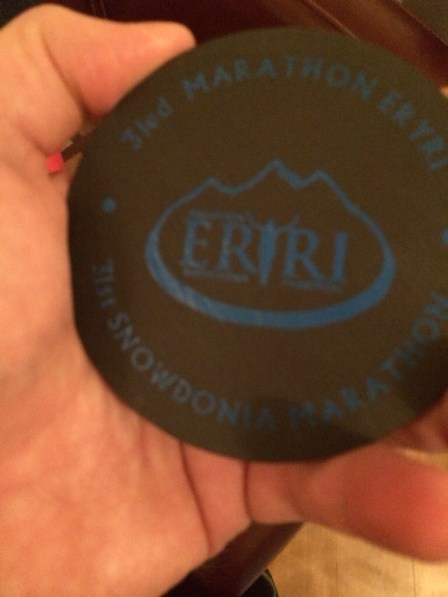 31ed MARATHON ERYRI
ERYRI
31st SNOWDONIA MARATHON